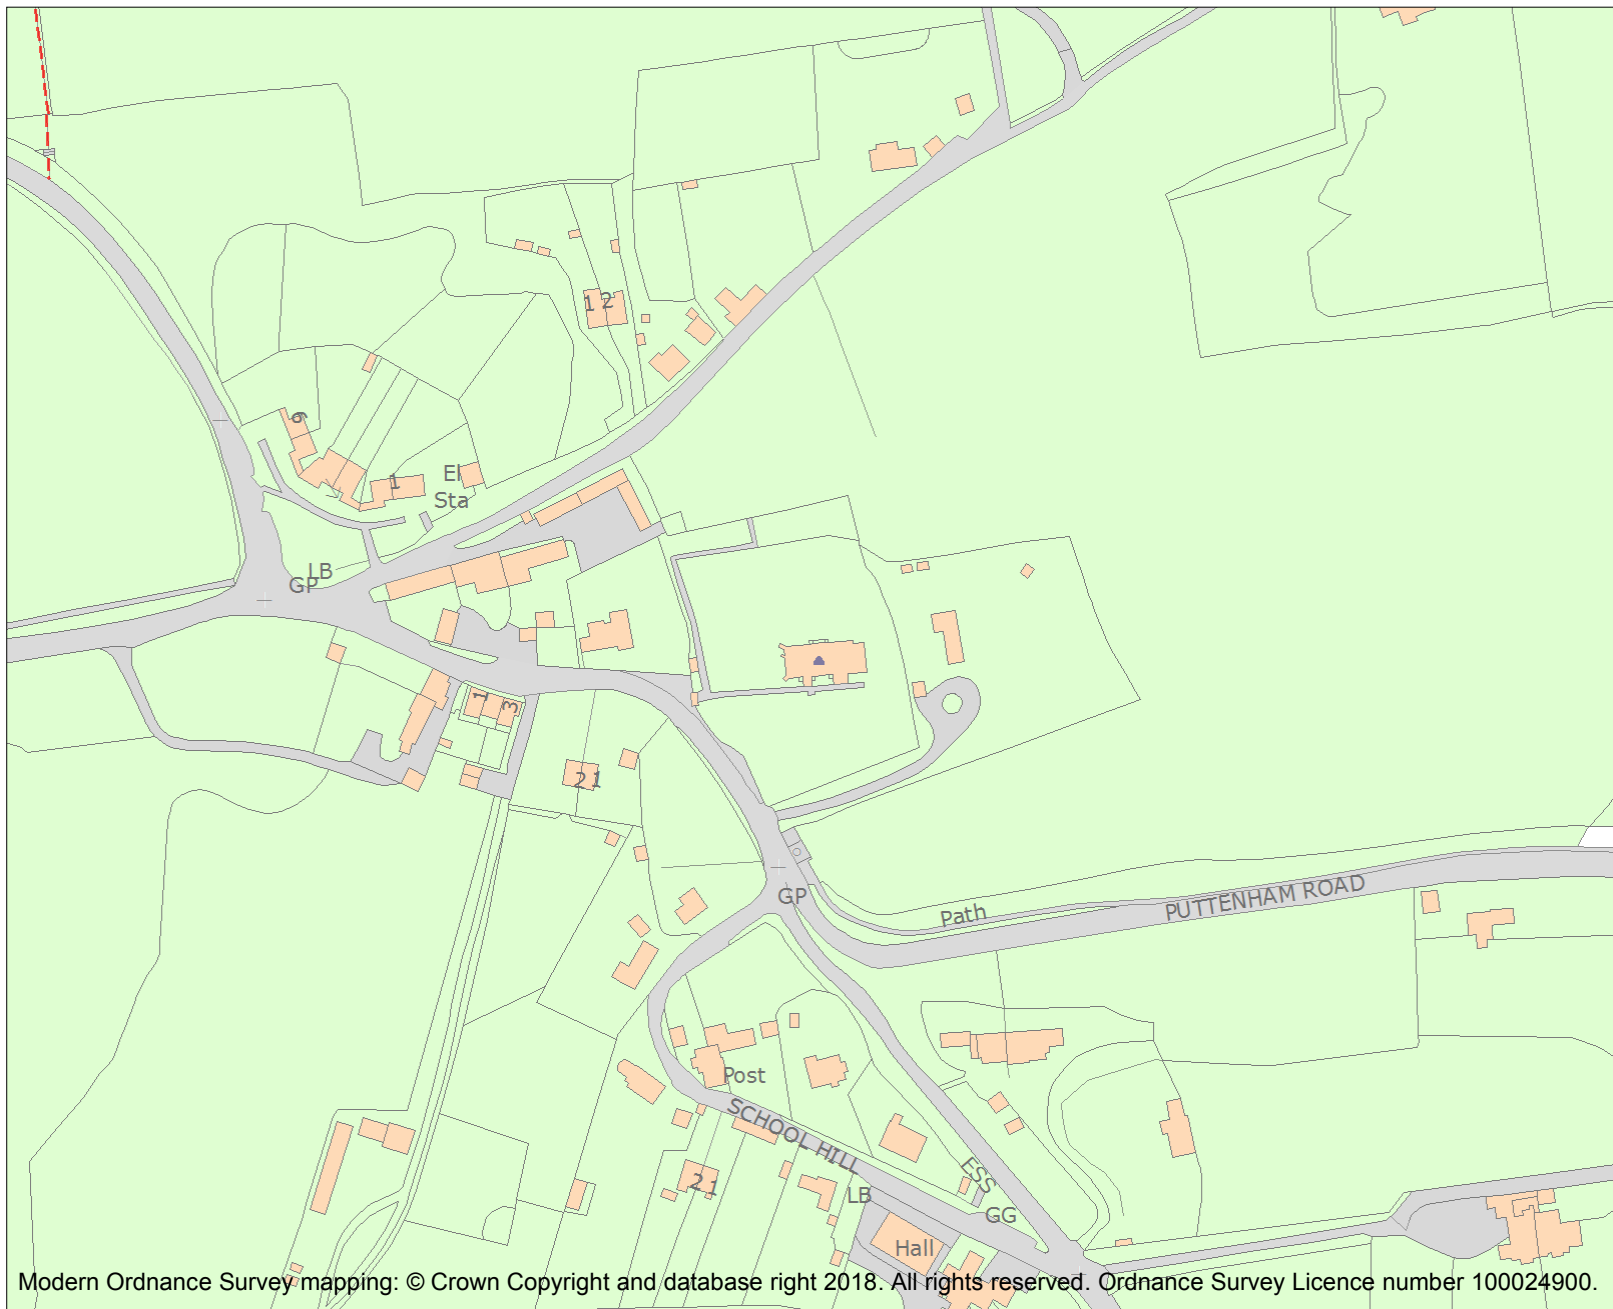 1 2
6
1
El
Sta
LB
GP
1
3
2 1
GP
Path
PUTTENHAM ROAD
Post
SCHOOL HILL
ESS
2 1
LB
GG
Hall
Modern Ordnance Survey mapping: © Crown Copyright and database right 2018. All rights reserved. Ordnance Survey Licence number 100024900.